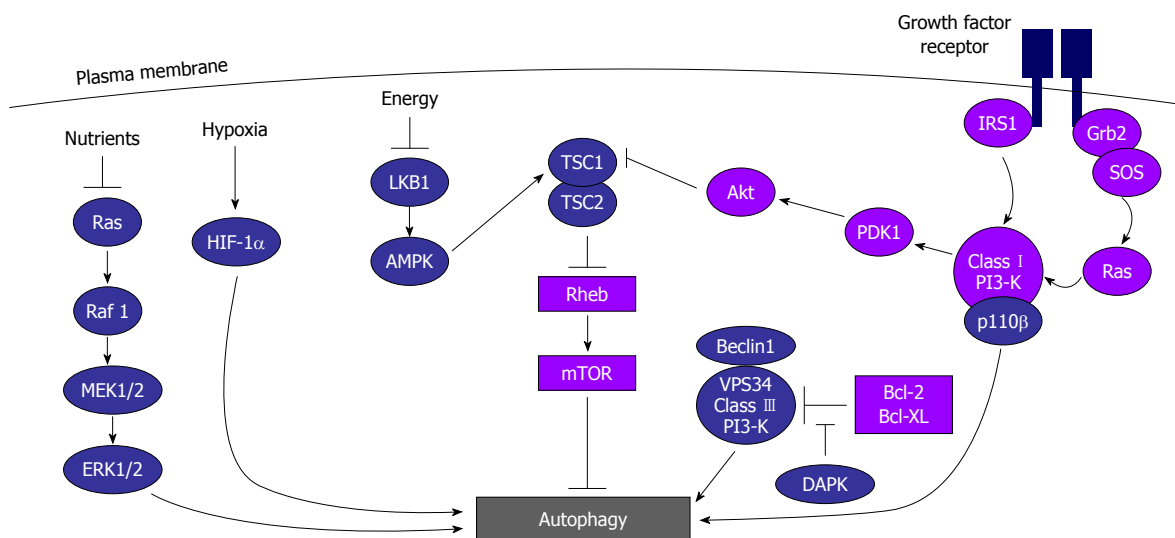 Growth factor
receptor
Plasma membrane
Energy
Nutrients
Hypoxia
IRS1
Grb2
SOS
TSC1
TSC2
LKB1
Akt
Ras
HIF-1α
AMPK
PDK1
Class Ⅰ
PI3-K
Ras
p110β
Raf 1
Rheb
Beclin1
mTOR
MEK1/2
VPS34
Class Ⅲ
PI3-K
Bcl-2
Bcl-XL
ERK1/2
DAPK
Autophagy